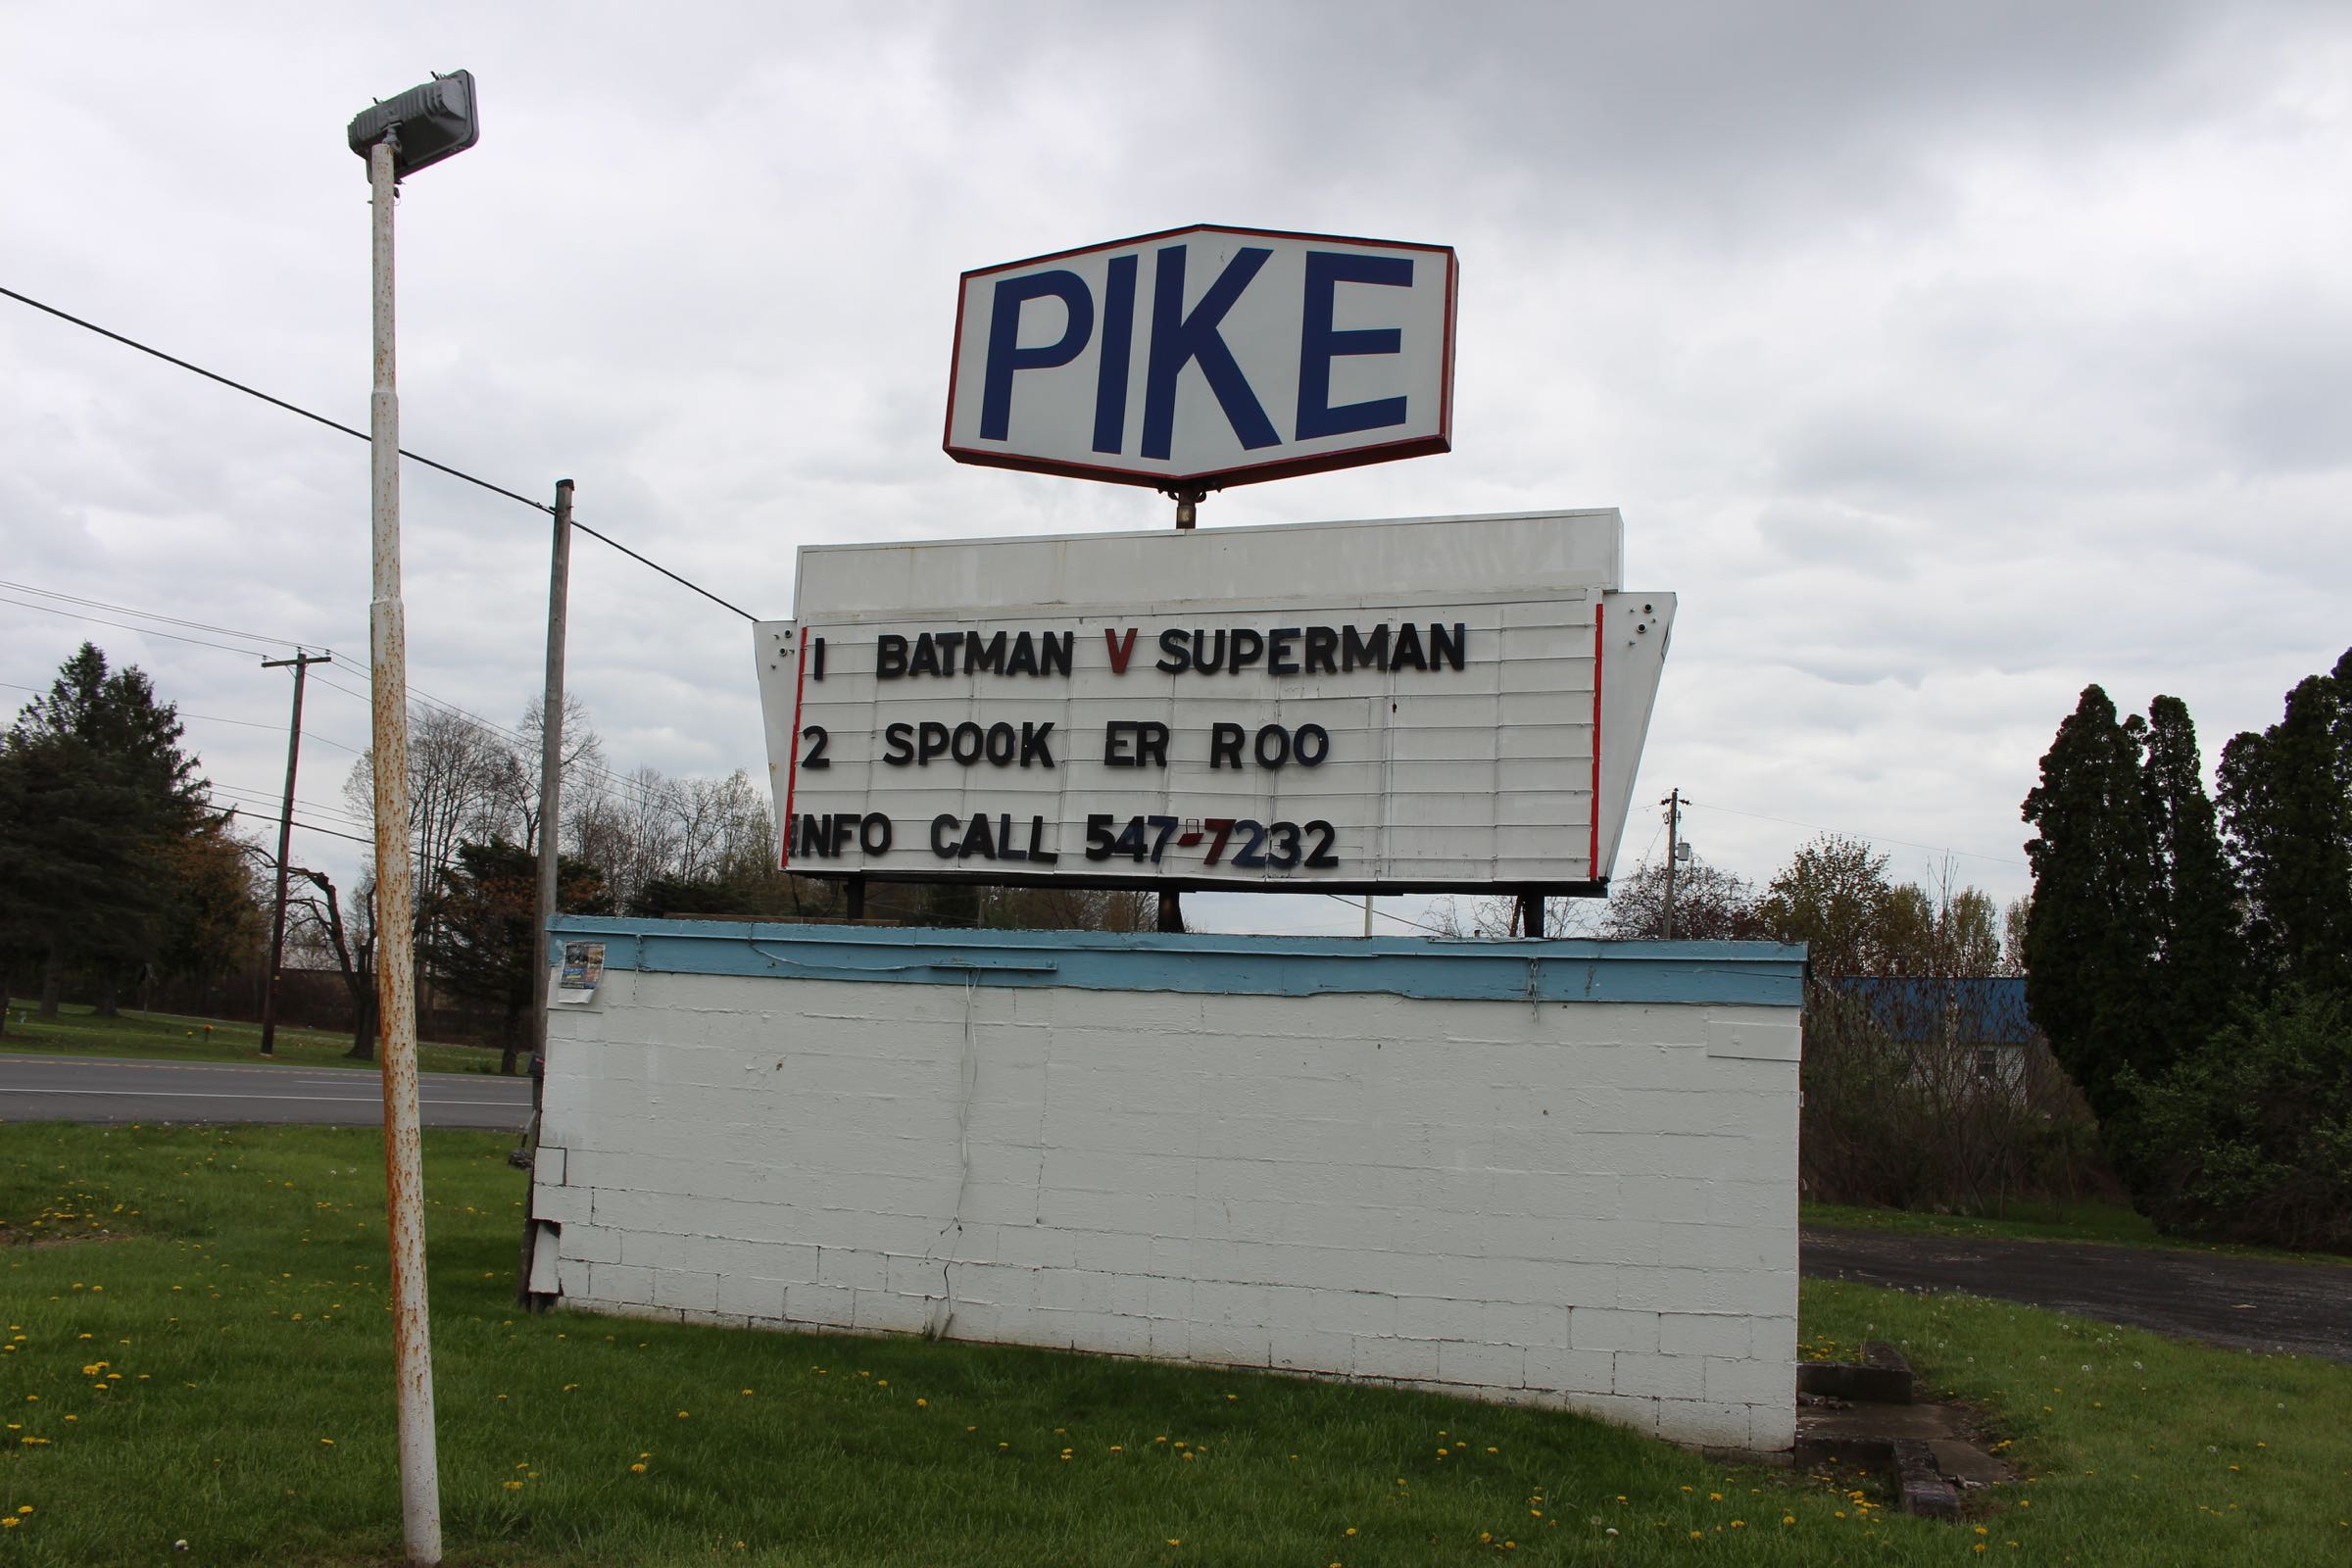 PIKE
1 BATMAN V SUPERMAN
2 SPOOK ER ROO
INFO CALL 547-7232